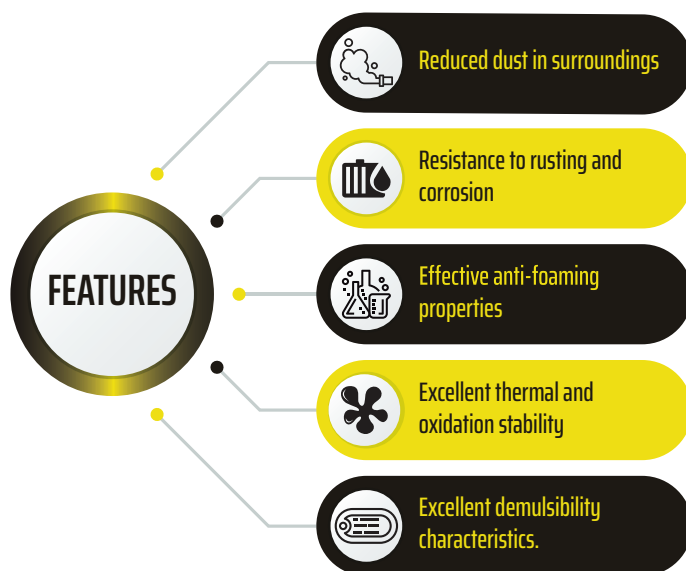 FEATURES
Reduced dust in surroundings
Resistance to rusting and
corrosion
Effective anti-foaming
properties
Excellent thermal and
oxidation stability
Excellent demulsibility
characteristics.